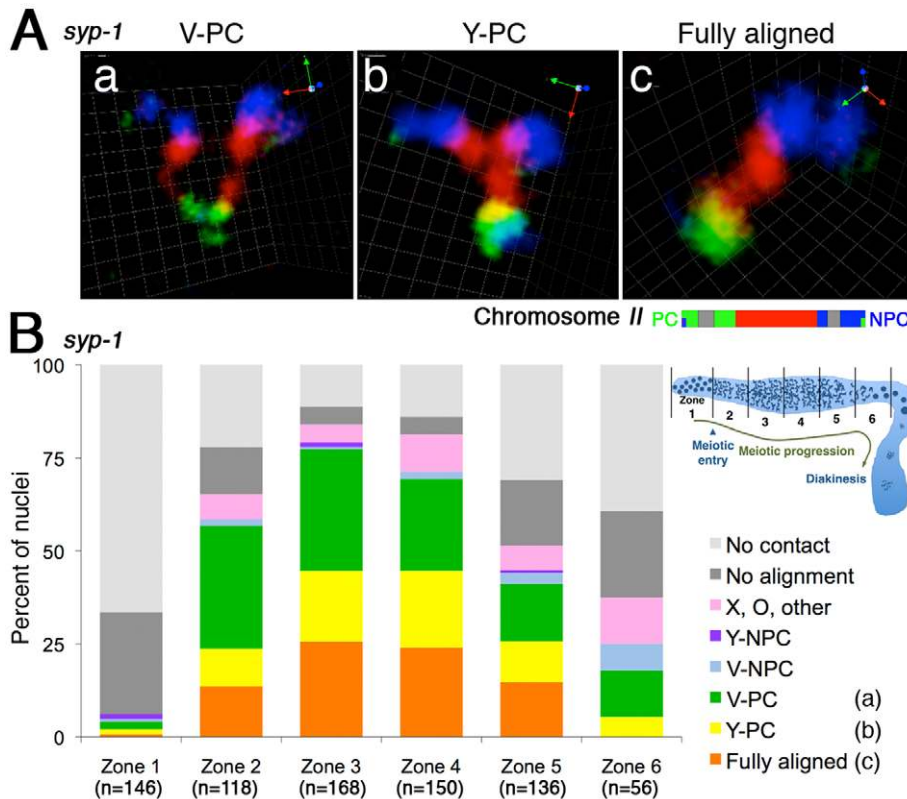 A syp-1 V-PC Y-PC Fully aligned
a b c
Chromosome II PC NPC
B syp-1
100
75
50
25
0
Percent of nuclei
Zone 1 Zone 2 Zone 3 Zone 4 Zone 5 Zone 6
(n=146) (n=118) (n=168) (n=150) (n=136) (n=56)
Zone
1 2 3 4 5 6
Meiotic entry
Meiotic progression
Diakinesis
No contact
No alignment
X, O, other
Y-NPC
V-NPC
V-PC (a)
Y-PC (b)
Fully aligned (c)